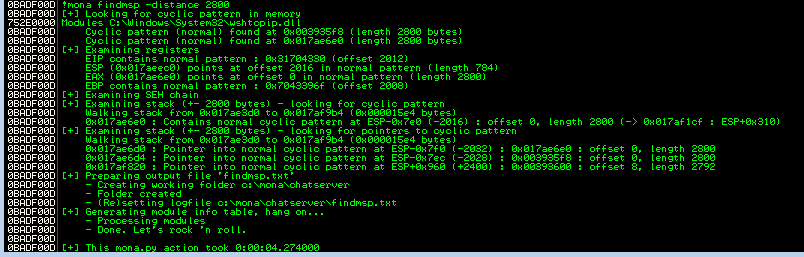 0BADF00D !mona findmsp -distance 2800
0BADF00D [+] Looking for cyclic pattern in memory
752E0000 Modules C:\Windows\System32\wshtcpip.dll
0BADF00D Cyclic pattern (normal) found at 0x003935f8 (length 2800 bytes)
0BADF00D Cyclic pattern (normal) found at 0x017ae6e0 (length 2800 bytes)
0BADF00D [+] Examining registers
0BADF00D EIP contains normal pattern : 0x31704330 (offset 2012)
0BADF00D ESP (0x017aeec0) points at offset 2016 in normal pattern (length 784)
0BADF00D EAX (0x017ae6e0) points at offset 0 in normal pattern (length 2800)
0BADF00D EBP contains normal pattern : 0x7043396f (offset 2008)
0BADF00D [+] Examining SEH chain
0BADF00D [+] Examining stack (+- 2800 bytes) - looking for cyclic pattern
0BADF00D Walking stack from 0x017ae3d0 to 0x017af9b4 (0x000015e4 bytes)
0BADF00D 0x017ae6e0 : Contains normal cyclic pattern at ESP-0x7e0 (-2016) : offset 0, length 2800 (-> 0x017af1cf : ESP+0x310)
0BADF00D [+] Examining stack (+- 2800 bytes) - looking for pointers to cyclic pattern
0BADF00D Walking stack from 0x017ae3d0 to 0x017af9b4 (0x000015e4 bytes)
0BADF00D 0x017ae6d0 : Pointer into normal cyclic pattern at ESP-0x7f0 (-2032) : 0x017ae6e0 : offset 0, length 2800
0BADF00D 0x017ae6d4 : Pointer into normal cyclic pattern at ESP-0x7ec (-2028) : 0x003935f8 : offset 0, length 2800
0BADF00D 0x017af820 : Pointer into normal cyclic pattern at ESP+0x960 (+2400) : 0x00393600 : offset 8, length 2792
0BADF00D [+] Preparing output file 'findmsp.txt'
0BADF00D - Creating working folder c:\mona\chatserver
0BADF00D - Folder created
0BADF00D - (Re)setting logfile c:\mona\chatserver\findmsp.txt
0BADF00D [+] Generating module info table, hang on...
0BADF00D - Processing modules
0BADF00D - Done. Let's rock 'n roll.
0BADF00D
0BADF00D [+] This mona.py action took 0:00:04.274000